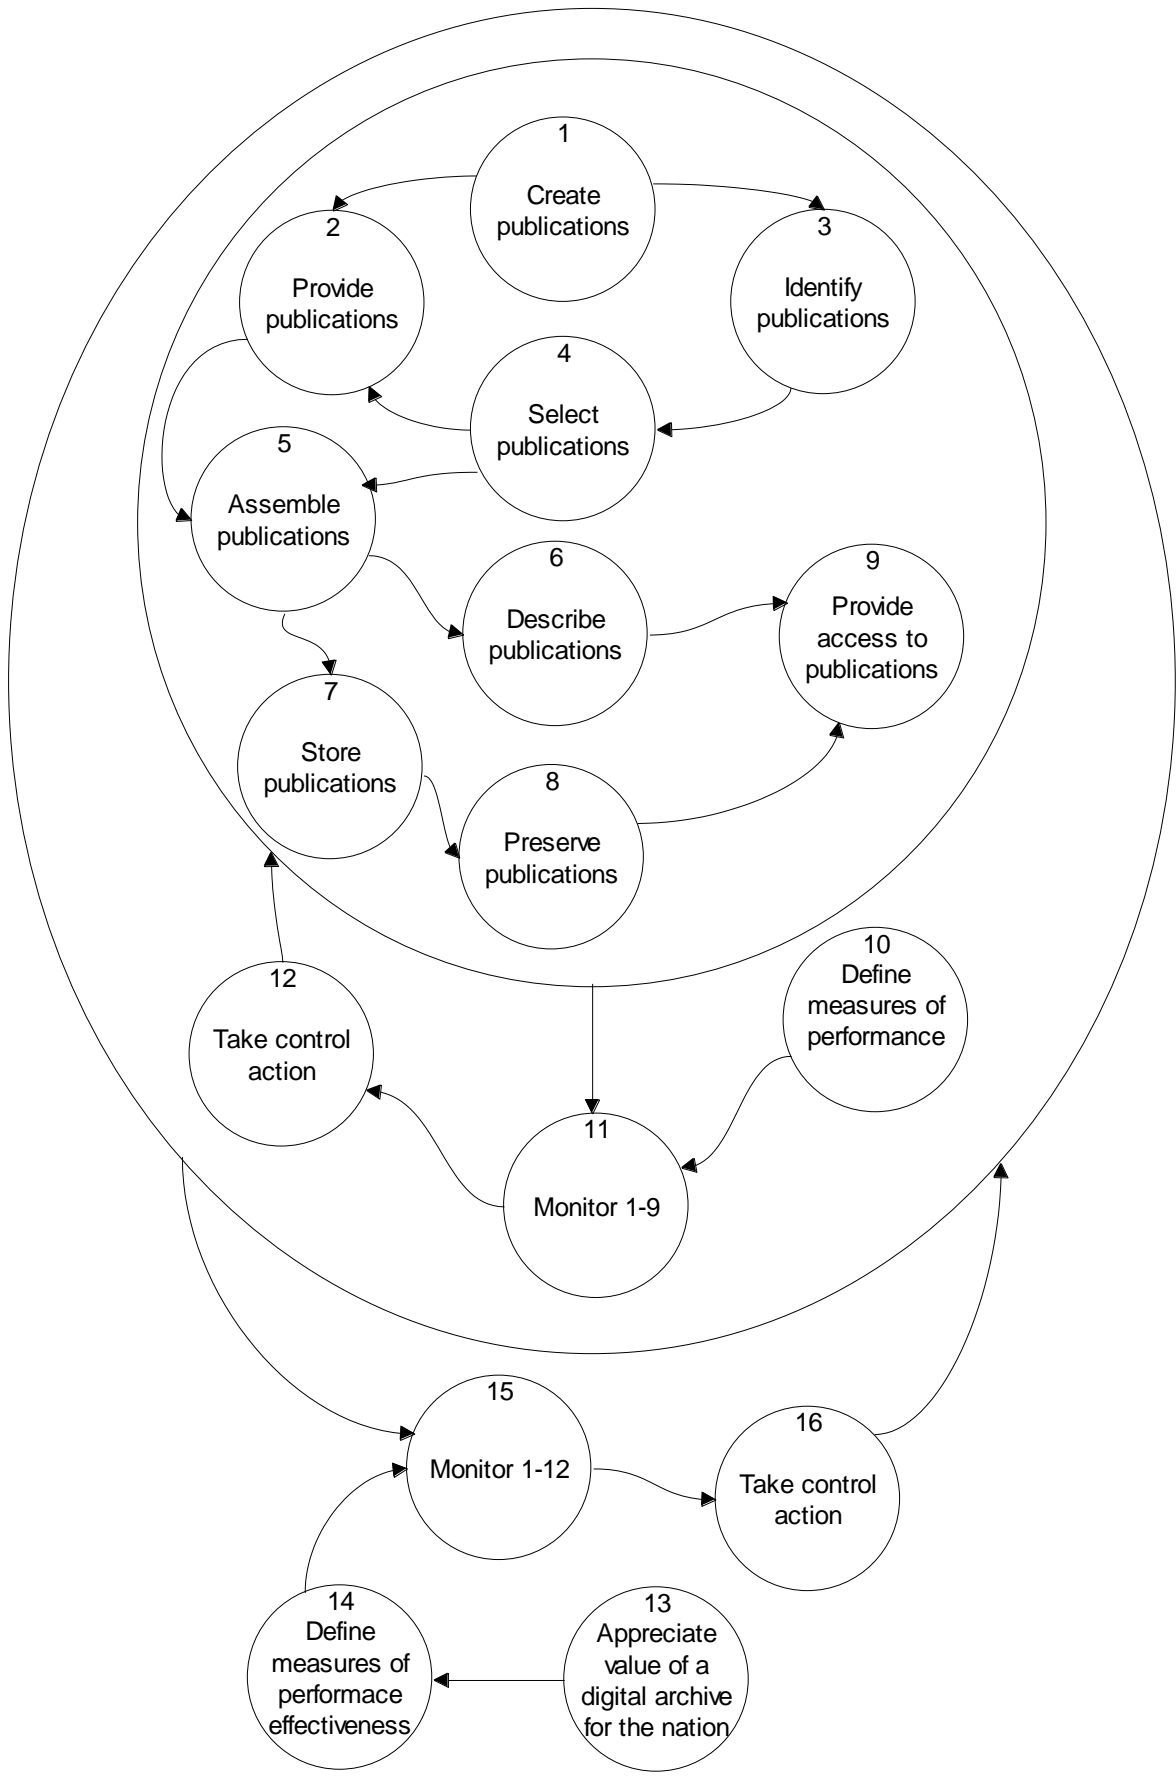 1
Create
publications
2
Provide
publications
3
Identify
publications
4
Select
publications
5
Assemble
publications
6
Describe
publications
9
Provide
access to
publications
7
Store
publications
8
Preserve
publications
10
Define
measures of
performance
12
Take control
action
11
Monitor 1-9
15
Monitor 1-12
16
Take control
action
14
Define
measures of
performace
effectiveness
13
Appreciate
value of a
digital archive
for the nation